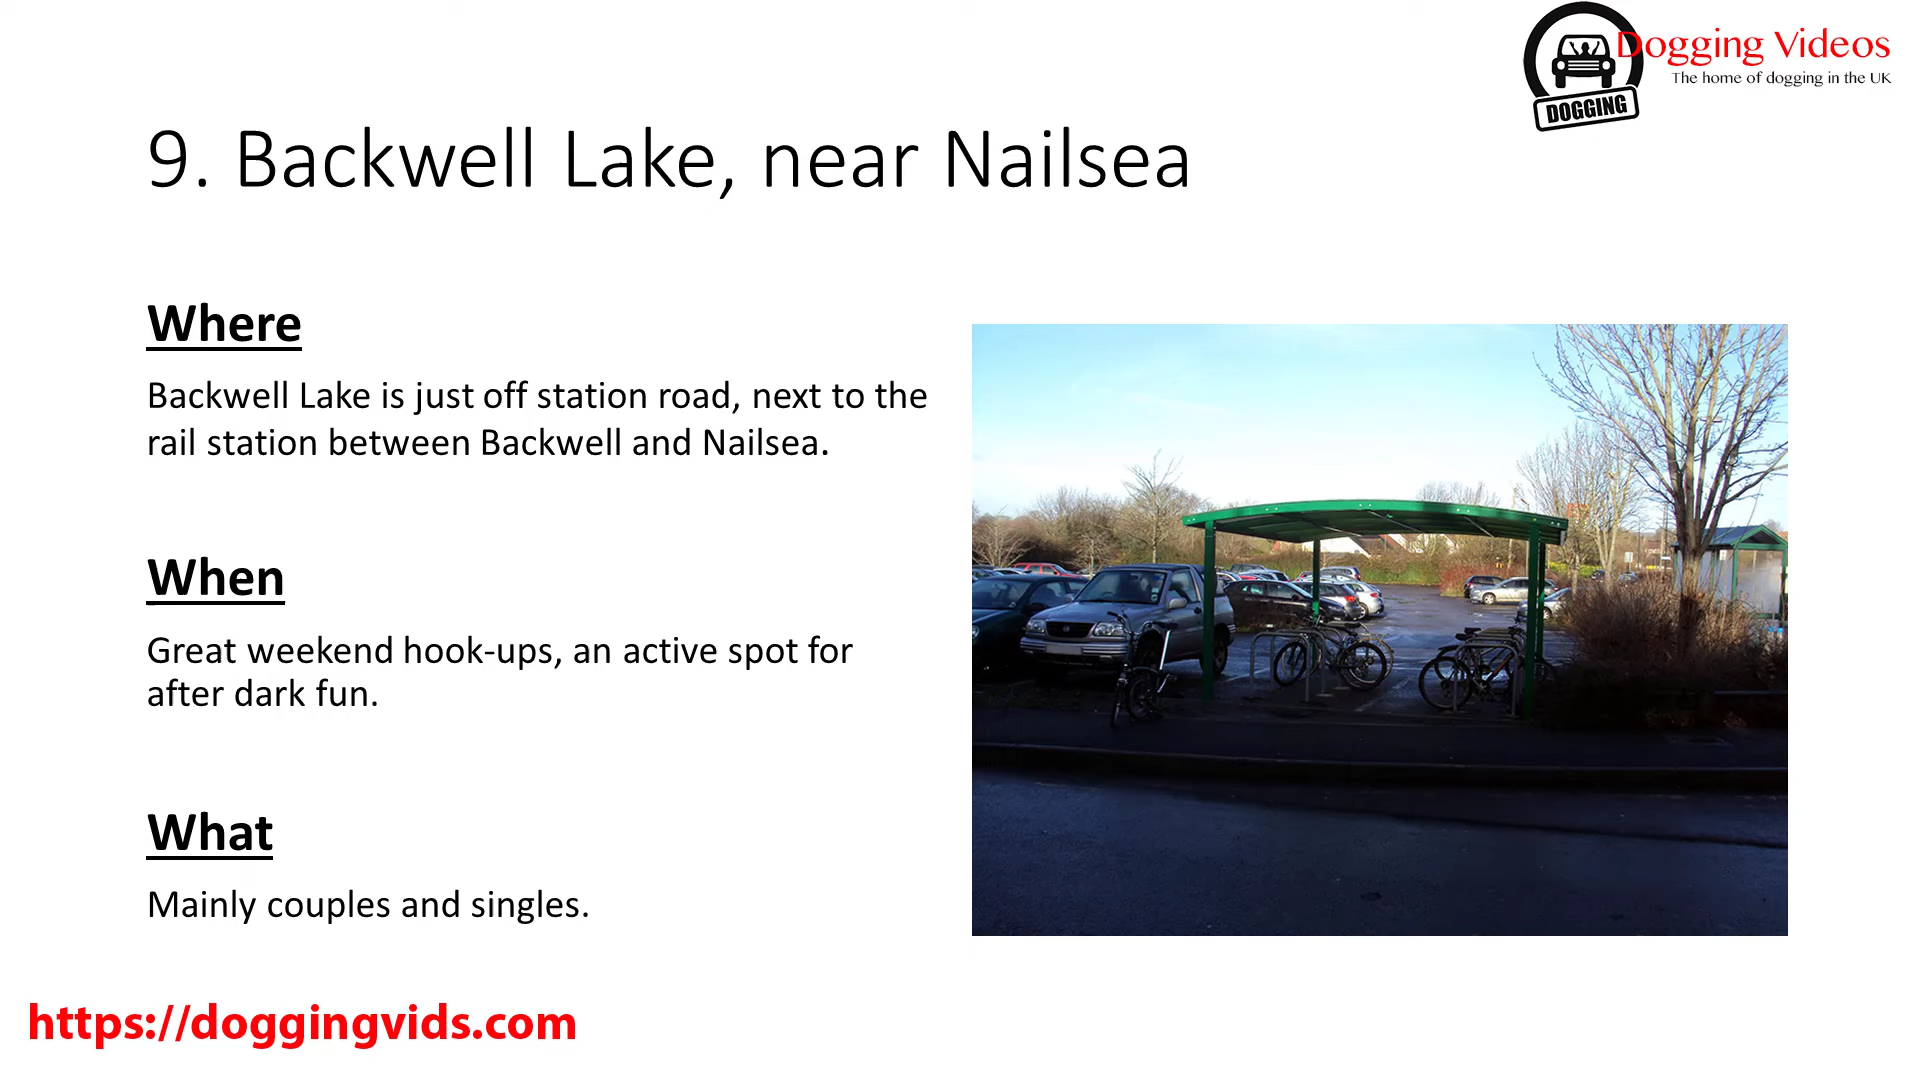 Dogging Videos
The home of dogging in the UK
DOGGING
9. Backwell Lake, near Nailsea
Where
Backwell Lake is just off station road, next to the
rail station between Backwell and Nailsea.
When
Great weekend hook-ups, an active spot for
after dark fun.
What
Mainly couples and singles.
https://doggingvids.com